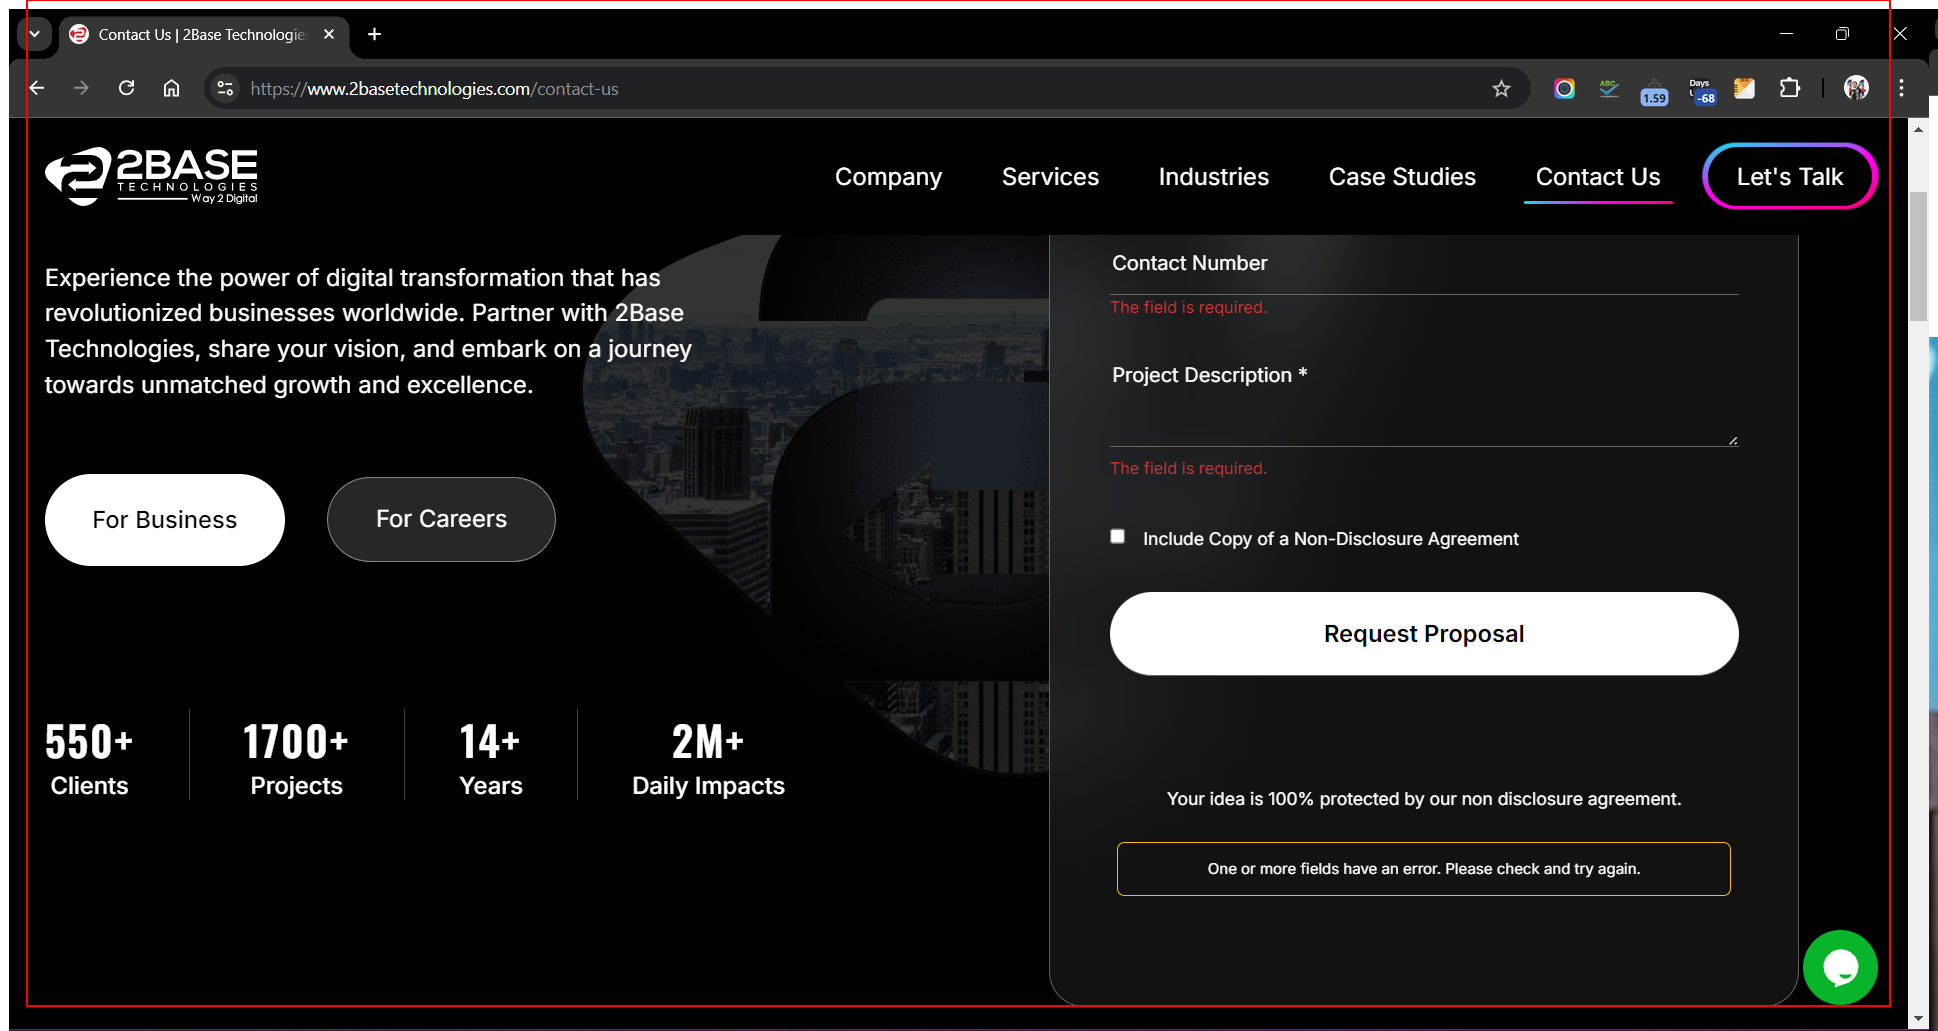 Contact Us | 2Base Technologie
https://www.2basetechnologies.com/contact-us
ABC
1.59
Days
-68
2BASE
TECHNOLOGIES
Way 2 Digital
Company
Services
Industries
Case Studies
Contact Us
Let's Talk
Experience the power of digital transformation that has
revolutionized businesses worldwide. Partner with 2Base
Technologies, share your vision, and embark on a journey
towards unmatched growth and excellence.
For Business
For Careers
550+
Clients
1700+
Projects
14+
Years
2M+
Daily Impacts
Contact Number
The field is required.
Project Description *
The field is required.
Include Copy of a Non-Disclosure Agreement
Request Proposal
Your idea is 100% protected by our non disclosure agreement.
One or more fields have an error. Please check and try again.